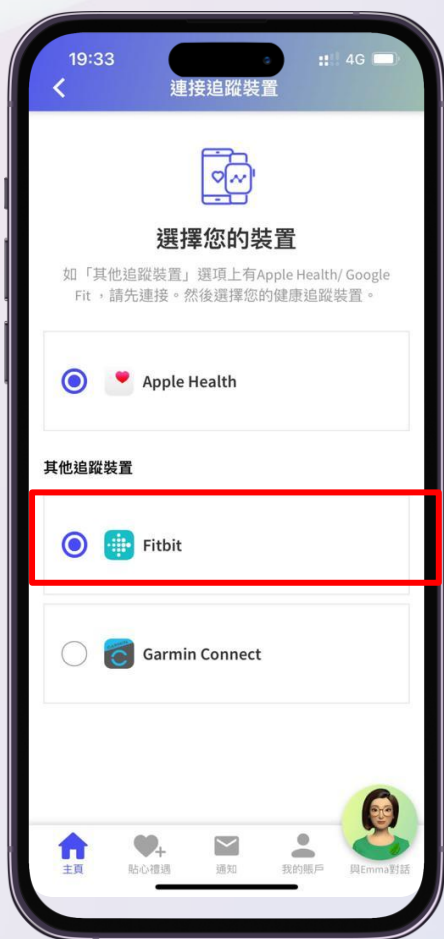 19:33
4G
連接追蹤裝置
選擇您的裝置
如「其他追蹤裝置」選項上有Apple Health/ Google
Fit ，請先連接。然後選擇您的健康追蹤裝置。
Apple Health
其他追蹤裝置
Fitbit
Garmin Connect
主頁
貼心禮遇
通知
我的賬戶
與Emma對話